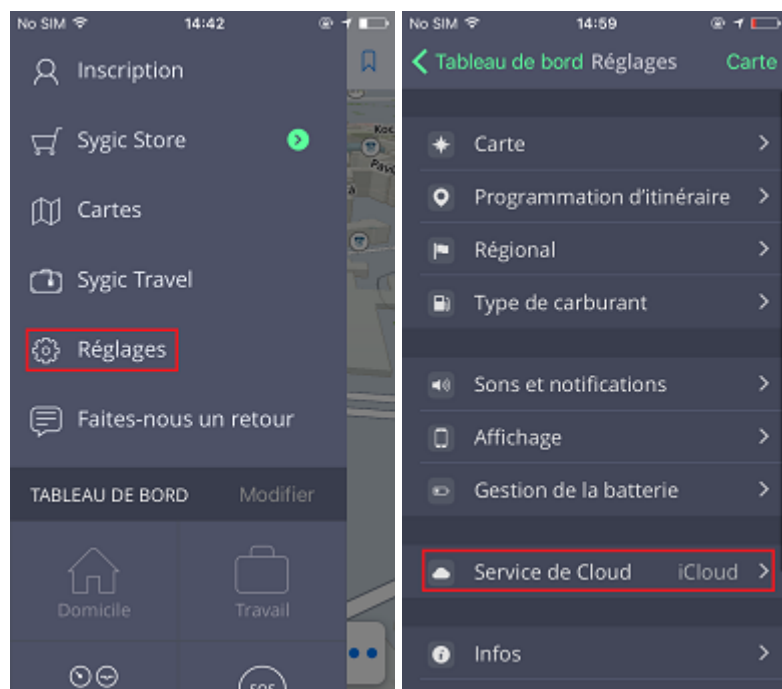 No SIM 14:42
Inscription
Sygic Store
Cartes
Sygic Travel
Réglages
Faites-nous un retour
TABLEAU DE BORD Modifier
Domicile Travail
SOS
No SIM 14:59
Tableau de bord Réglages Carte
Carte
Programmation d'itinéraire
Régional
Type de carburant
Sons et notifications
Affichage
Gestion de la batterie
Service de Cloud iCloud
Infos